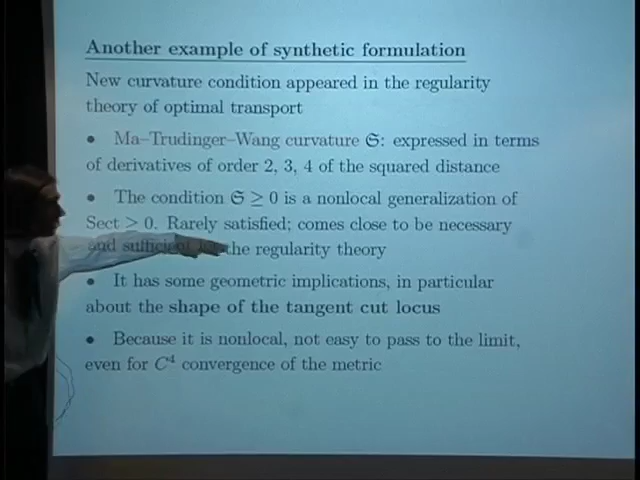 Another example of synthetic formulation
New curvature condition appeared in the regularity
theory of optimal transport
• Ma–Trudinger–Wang curvature 𝔖: expressed in terms
of derivatives of order 2, 3, 4 of the squared distance
• The condition 𝔖 ≥ 0 is a nonlocal generalization of
Sect > 0. Rarely satisfied; comes close to be necessary
and sufficient the regularity theory
• It has some geometric implications, in particular
about the shape of the tangent cut locus
• Because it is nonlocal, not easy to pass to the limit,
even for C⁴ convergence of the metric